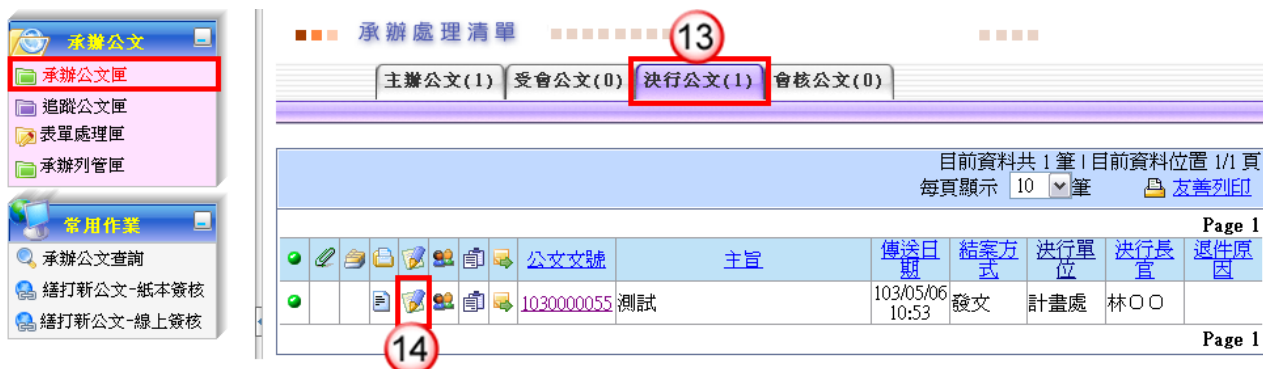 承辦公文
承辦公文匣
追蹤公文匣
表單處理匣
承辦列管匣
常用作業
承辦公文查詢
繕打新公文-紙本簽核
繕打新公文-線上簽核
承辦處理清單
13
主辦公文(1) 受會公文(0) 決行公文(1) 會核公文(0)
目前資料共 1 筆 | 目前資料位置 1/1 頁
每頁顯示 10 筆 友善列印
Page 1
公文文號 主旨 傳送日期 結案方式 決行單位 決行長官 退件原因
1030000055 測試 103/05/06 10:53 發文 計畫處 林○○
Page 1
14